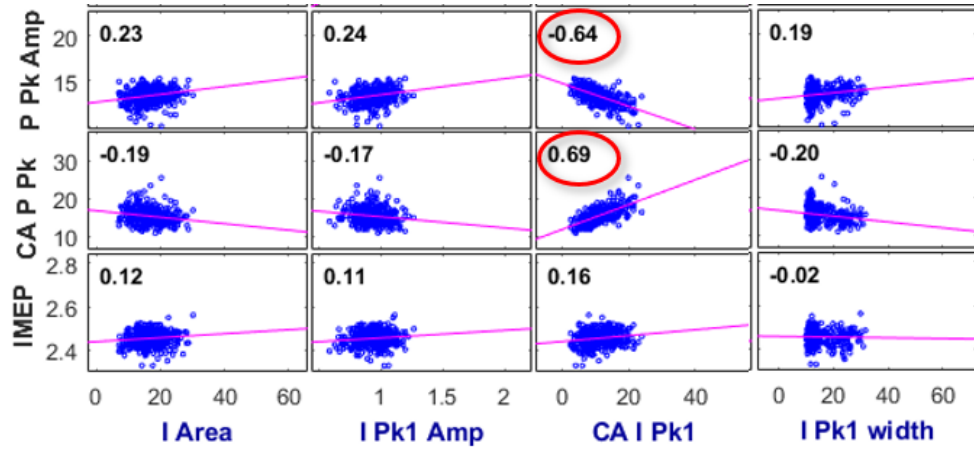 P Pk Amp
20
15
0.23
0.24
-0.64
0.19
CA P Pk
30
20
10
-0.19
-0.17
0.69
-0.20
IMEP
2.8
2.6
2.4
0.12
0.11
0.16
-0.02
0 20 40 60
1 1.5 2
0 20 40
0 20 40 60
I Area
I Pk1 Amp
CA I Pk1
I Pk1 width